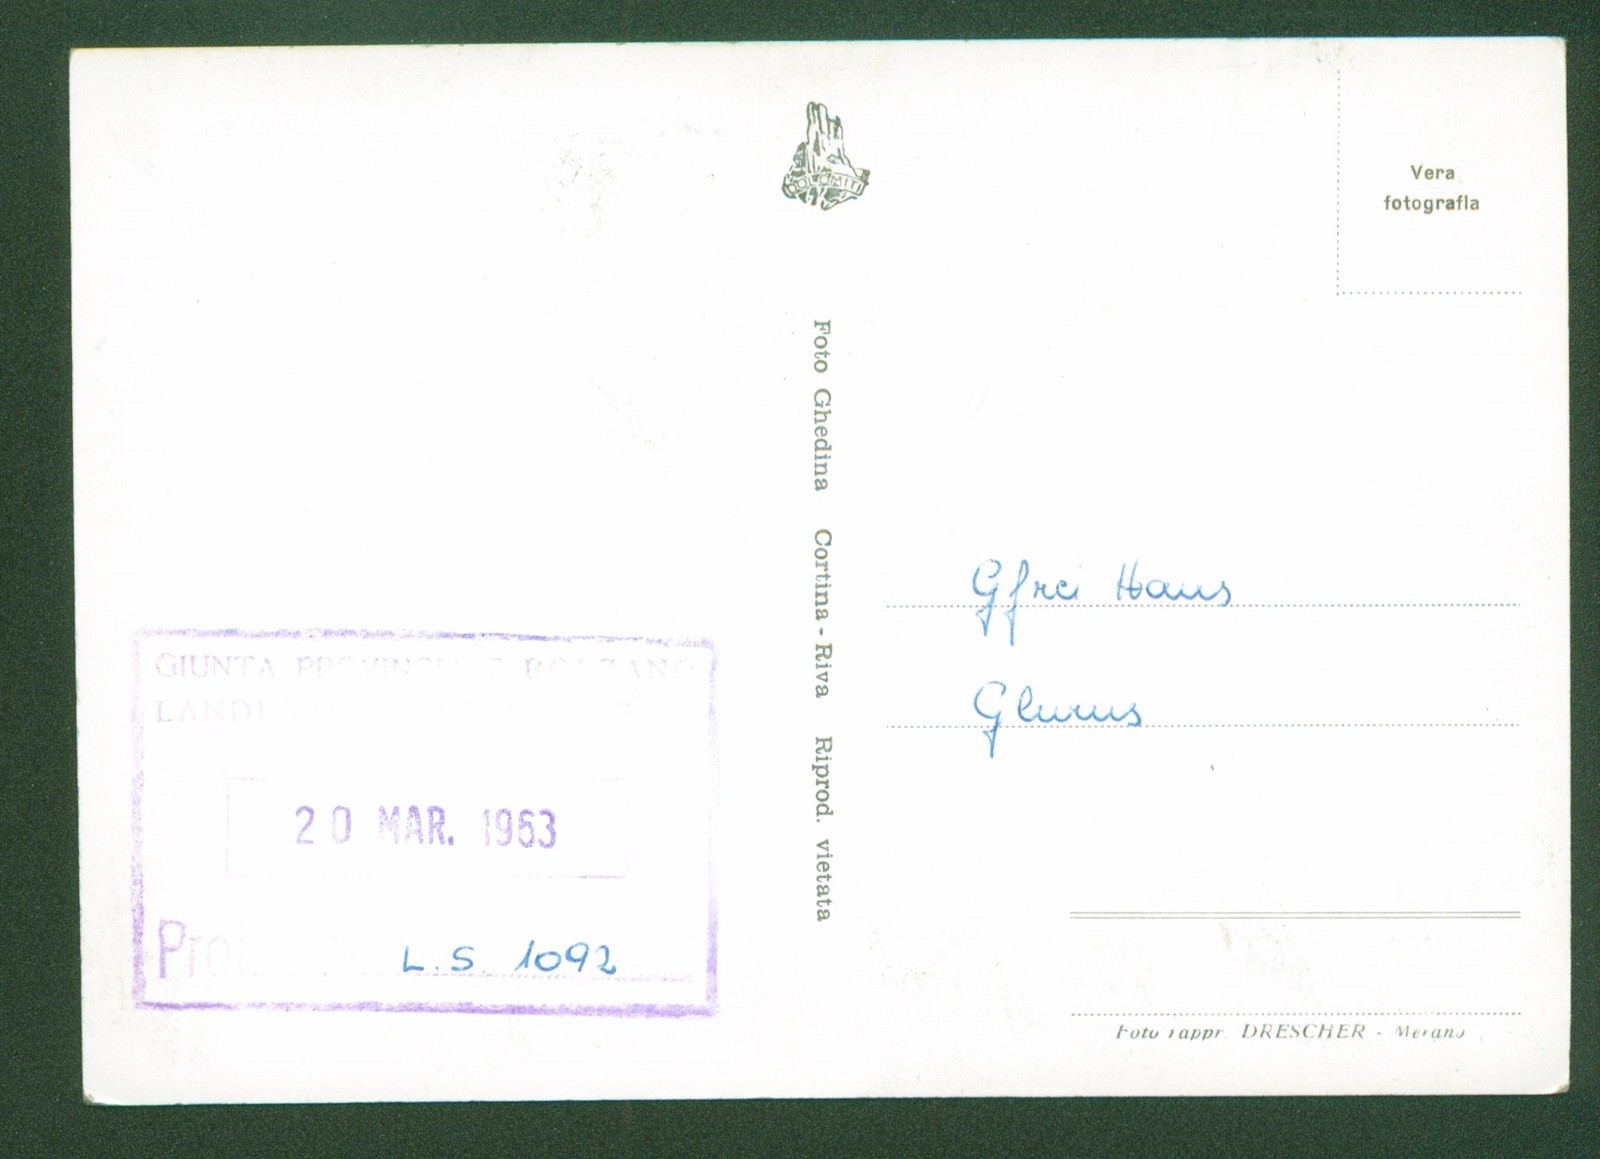 DOLOMITI
Vera
fotografia
Foto Ghedina Cortina - Riva Riprod. vietata
Gfrei Hans
Glurns
GIUNTA PROVINCIALE BOLZANO
20 MAR. 1963
Prot.
L. S. 1092
Foto rappr. DRESCHER - Merano